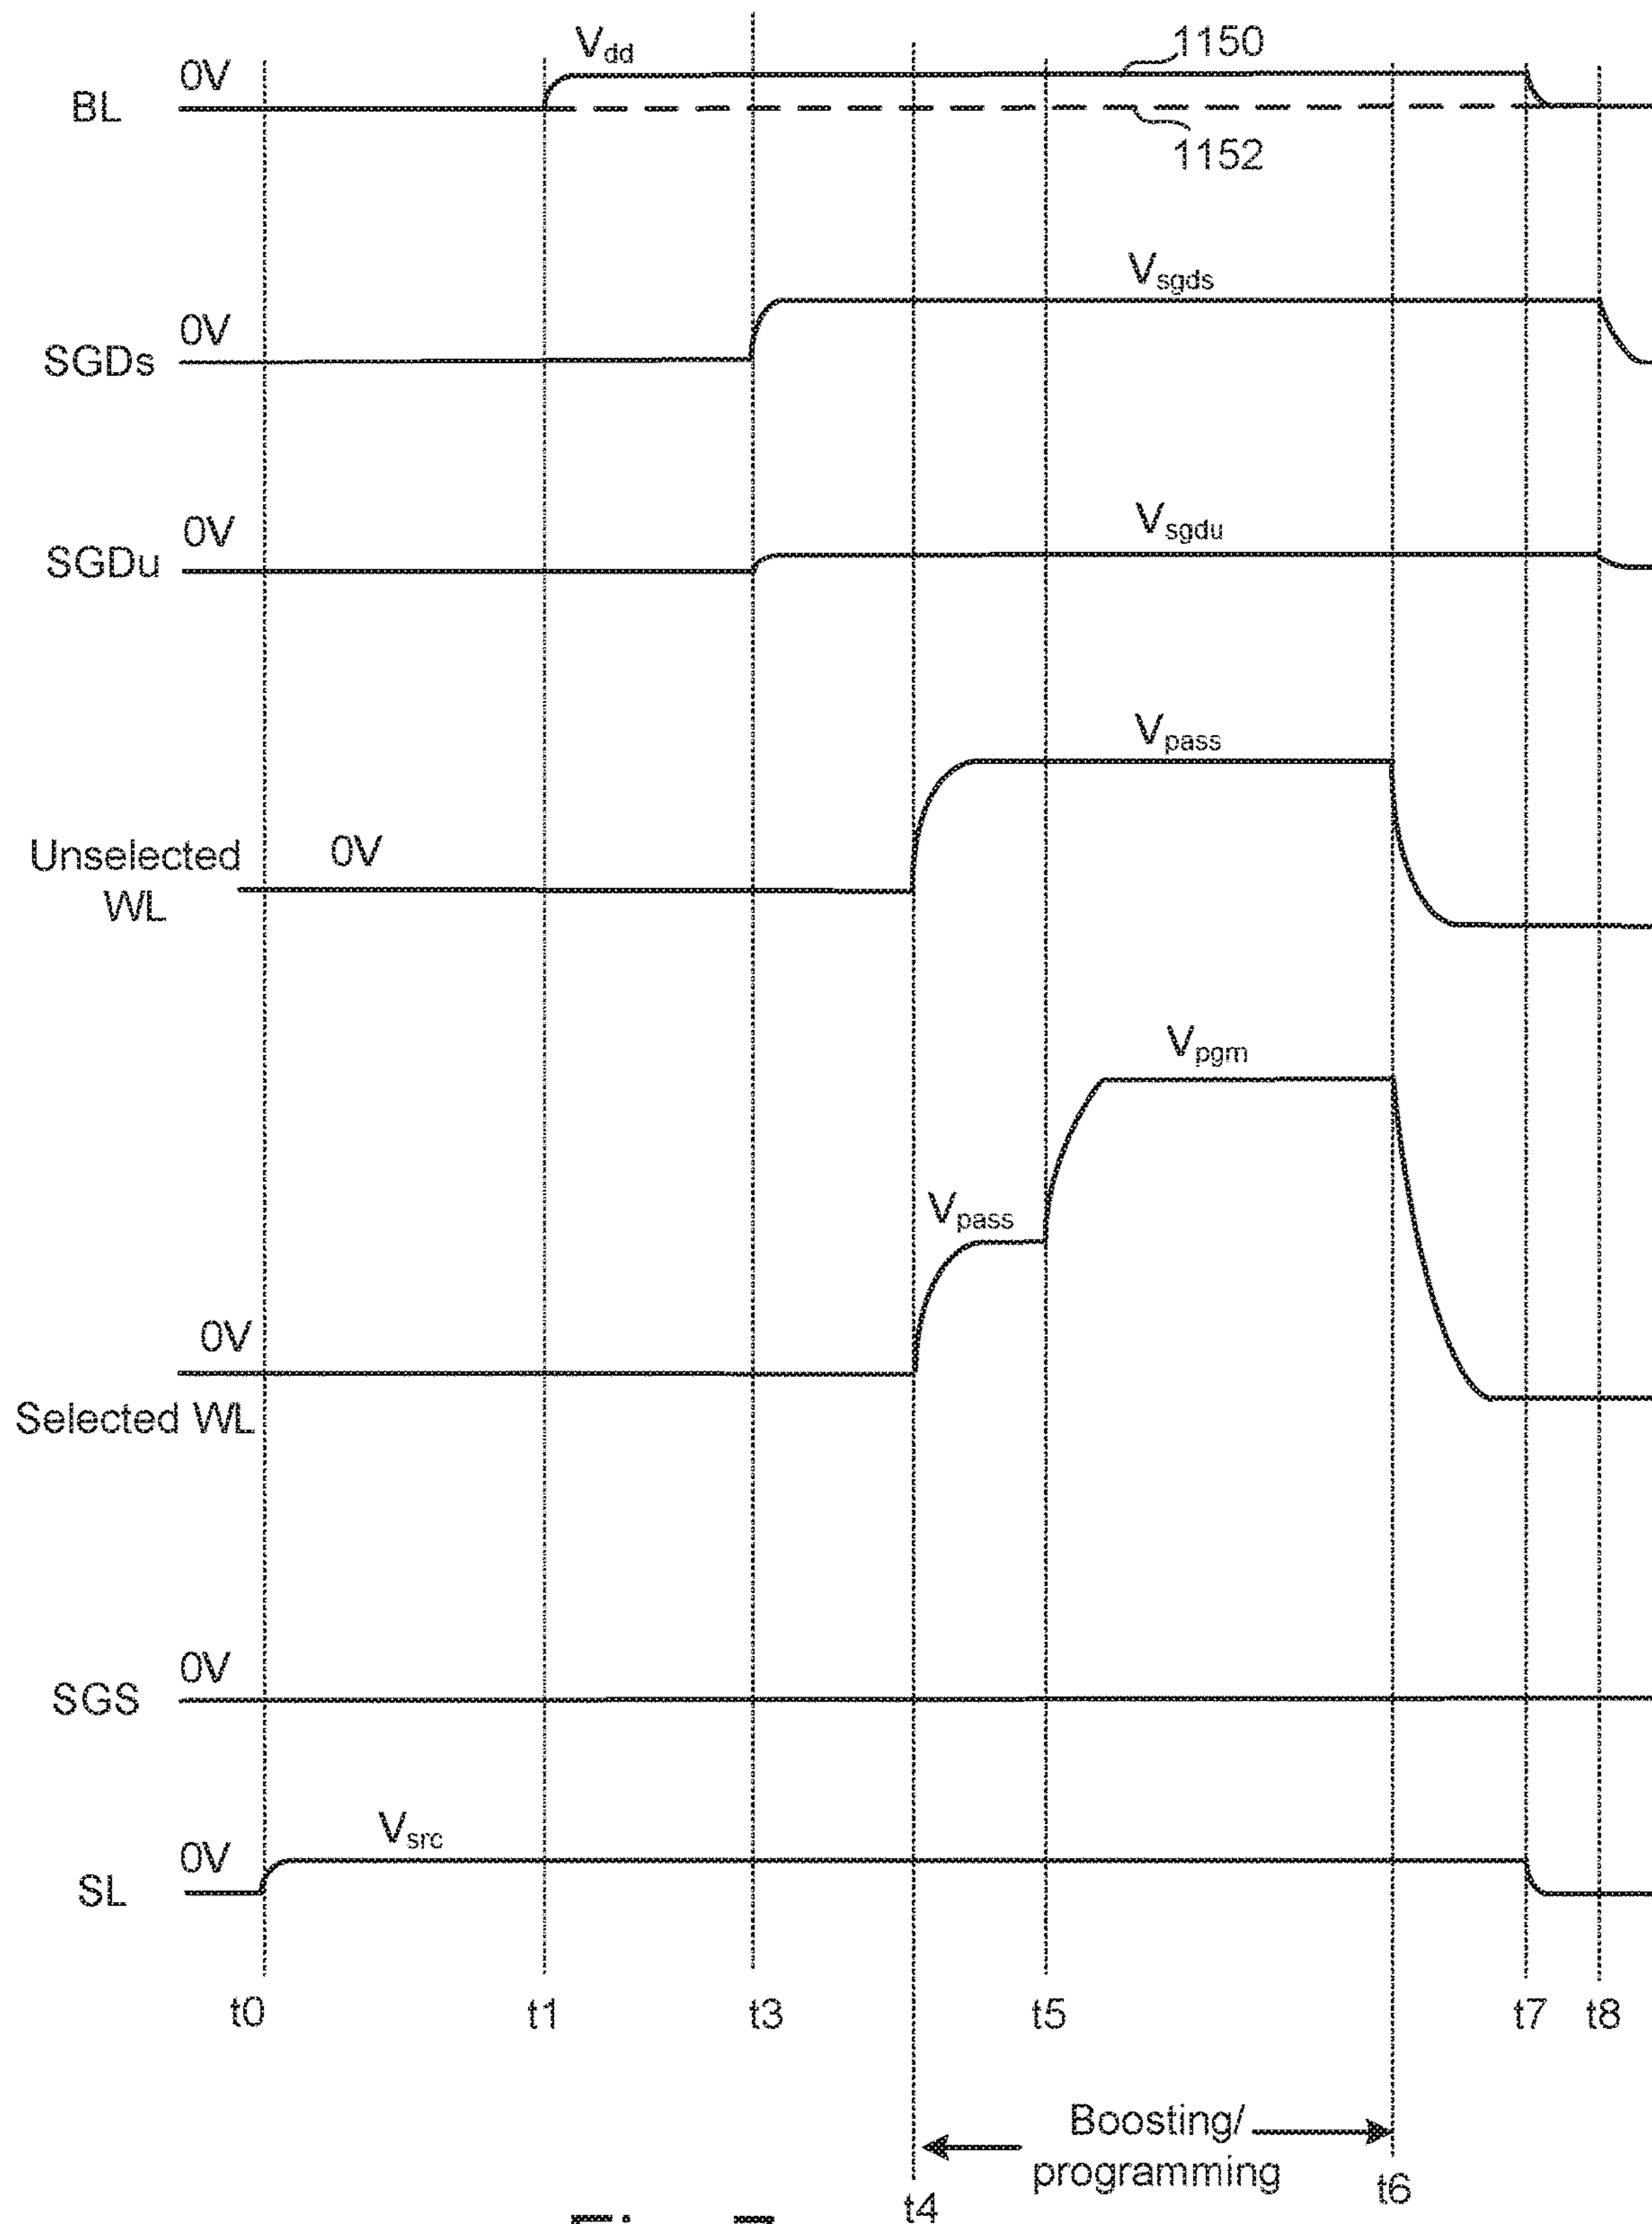 Vdd
1150
0V
BL
1152
Vsgds
0V
SGDs
Vsgdu
0V
SGDu
Vpass
Unselected
WL
0V
Vpgm
Vpass
0V
Selected WL
0V
SGS
Vsrc
0V
SL
t0 t1 t3 t5 t7 t8
Boosting/
programming
t4 t6